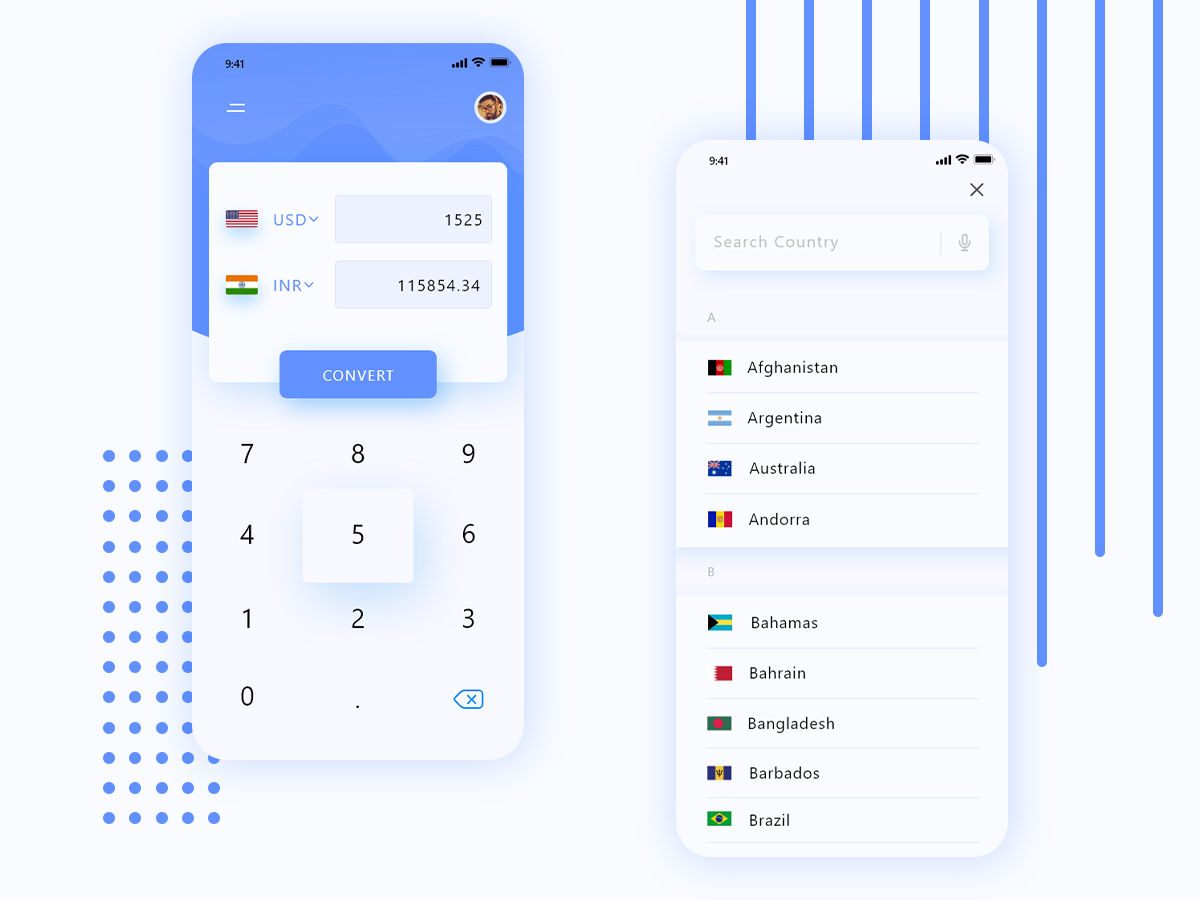 9:41
USD 1525
INR 115854.34
CONVERT
7 8 9
4 5 6
1 2 3
0 .
9:41
Search Country
A
Afghanistan
Argentina
Australia
Andorra
B
Bahamas
Bahrain
Bangladesh
Barbados
Brazil